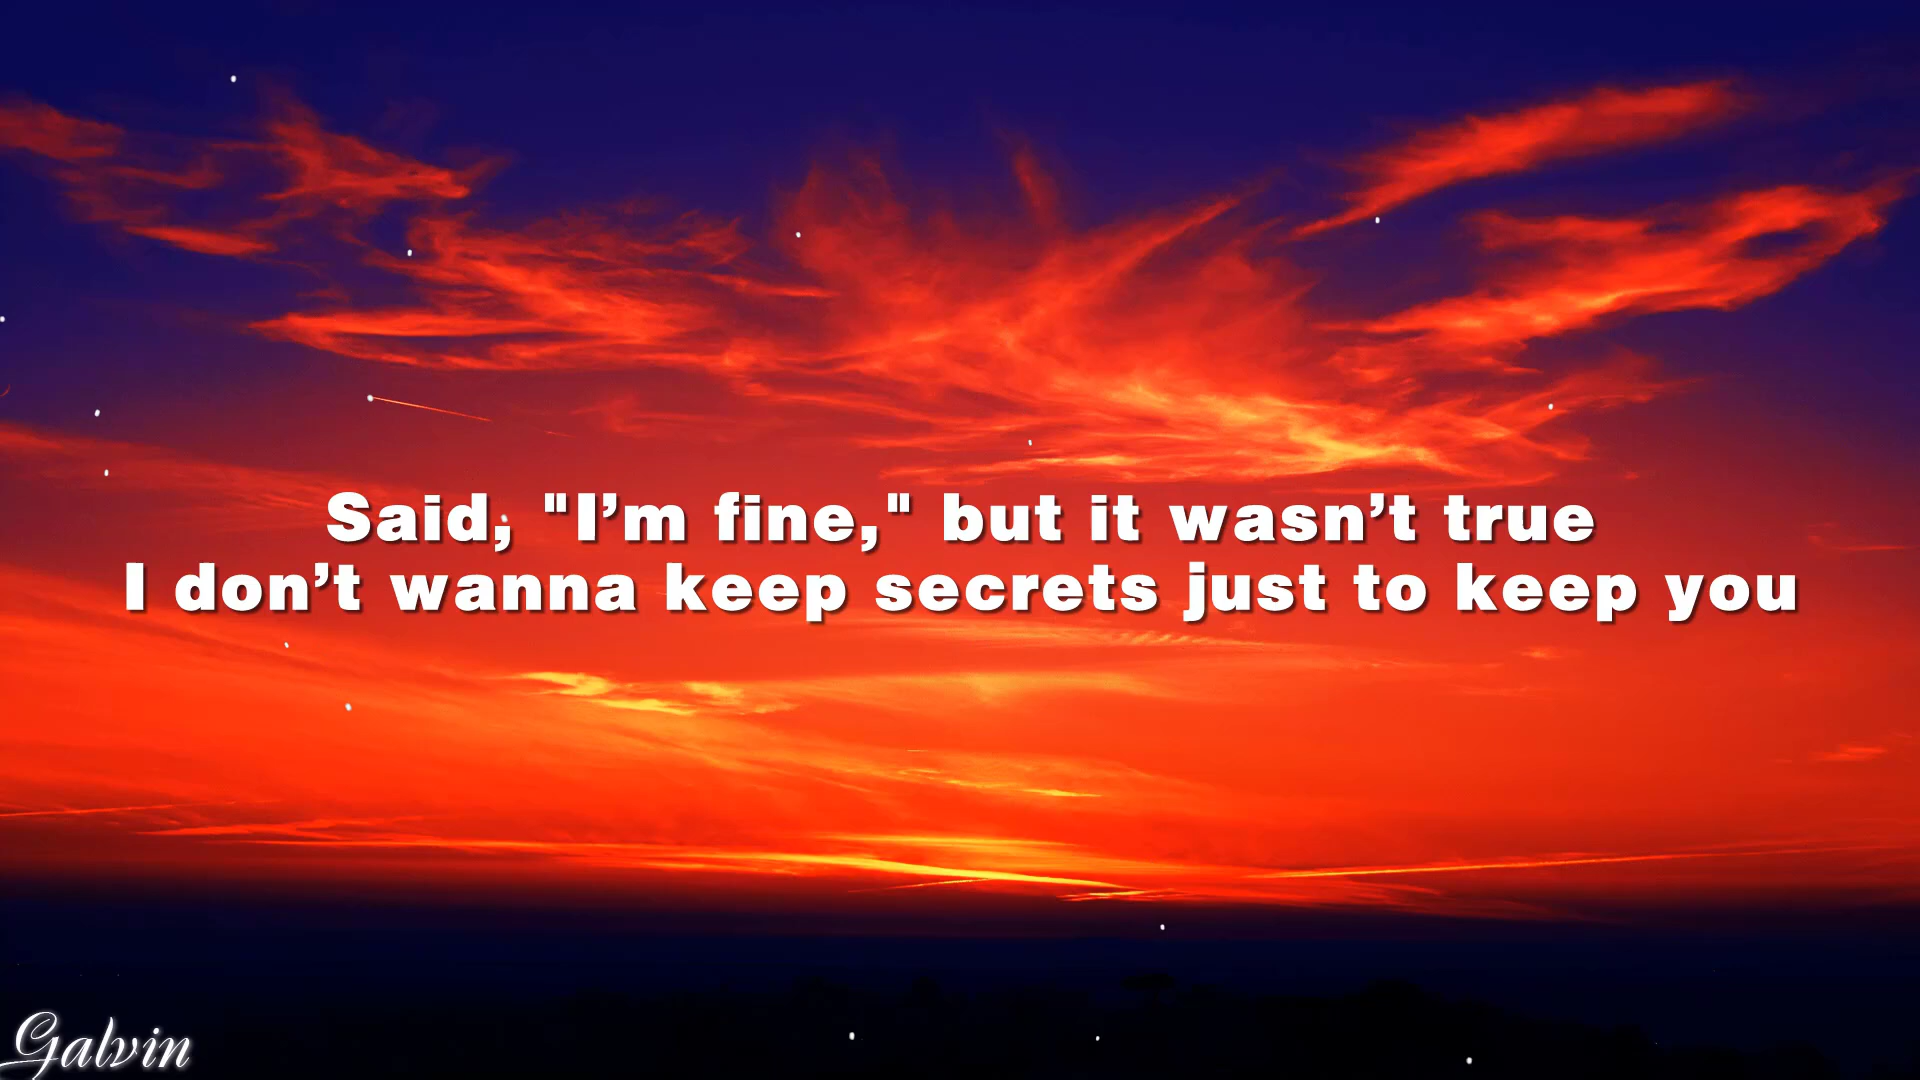 Said, "I’m fine," but it wasn’t true
I don’t wanna keep secrets just to keep you
Galvin